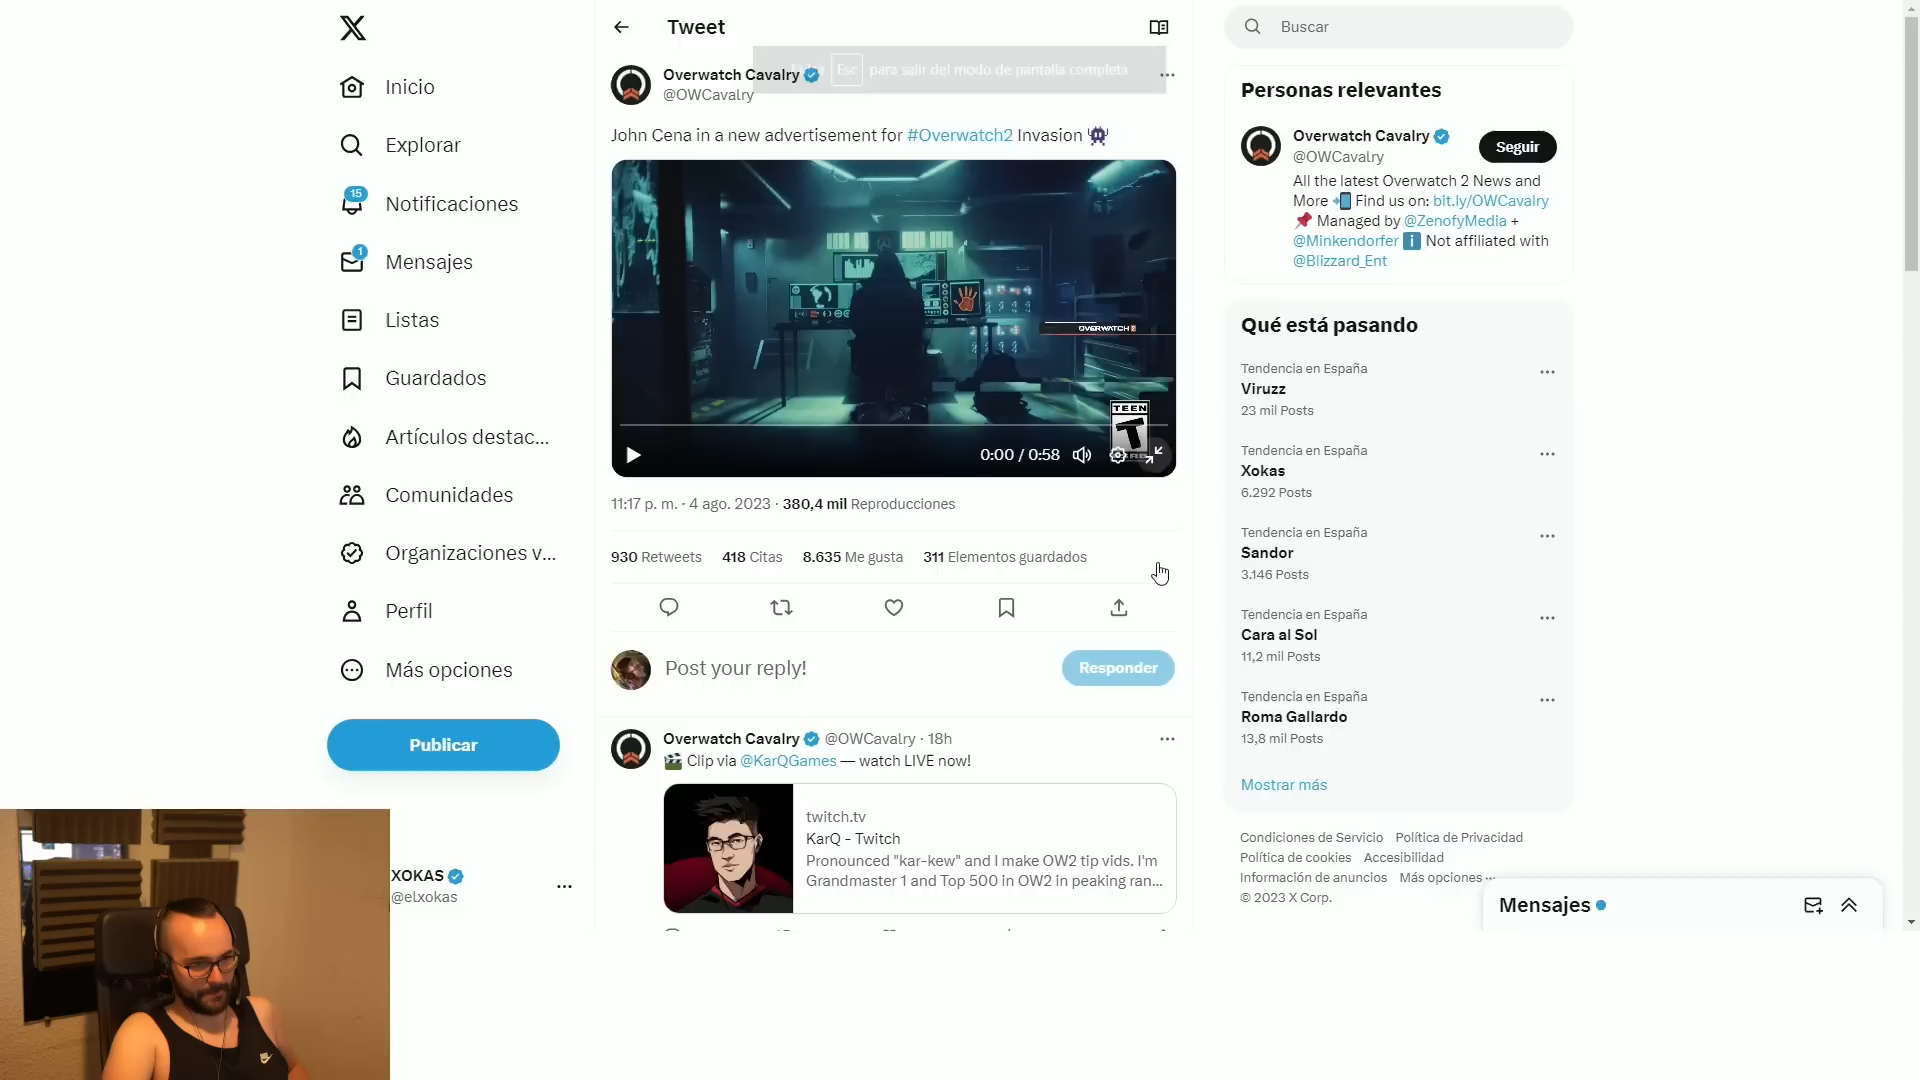 Inicio
Explorar
15
Notificaciones
1
Mensajes
Listas
Guardados
Artículos destac...
Comunidades
Organizaciones v...
Perfil
Más opciones
Publicar
XOKAS
@elxokas
Tweet
Esc para salir del modo de pantalla completa
Overwatch Cavalry
@OWCavalry
John Cena in a new advertisement for #Overwatch2 Invasion
OVERWATCH 2
TEEN
T
0:00 / 0:58
11:17 p. m. · 4 ago. 2023 · 380,4 mil Reproducciones
930 Retweets 418 Citas 8.635 Me gusta 311 Elementos guardados
Post your reply!
Responder
Overwatch Cavalry @OWCavalry · 18h
Clip via @KarQGames — watch LIVE now!
twitch.tv
KarQ - Twitch
Pronounced "kar-kew" and I make OW2 tip vids. I'm
Grandmaster 1 and Top 500 in OW2 in peaking ran...
Buscar
Personas relevantes
Overwatch Cavalry
@OWCavalry
Seguir
All the latest Overwatch 2 News and
More Find us on: bit.ly/OWCavalry
Managed by @ZenofyMedia +
@Minkendorfer Not affiliated with
@Blizzard_Ent
Qué está pasando
Tendencia en España
Viruzz
23 mil Posts
Tendencia en España
Xokas
6.292 Posts
Tendencia en España
Sandor
3.146 Posts
Tendencia en España
Cara al Sol
11,2 mil Posts
Tendencia en España
Roma Gallardo
13,8 mil Posts
Mostrar más
Condiciones de Servicio Política de Privacidad
Política de cookies Accesibilidad
Información de anuncios Más opciones ...
© 2023 X Corp.
Mensajes